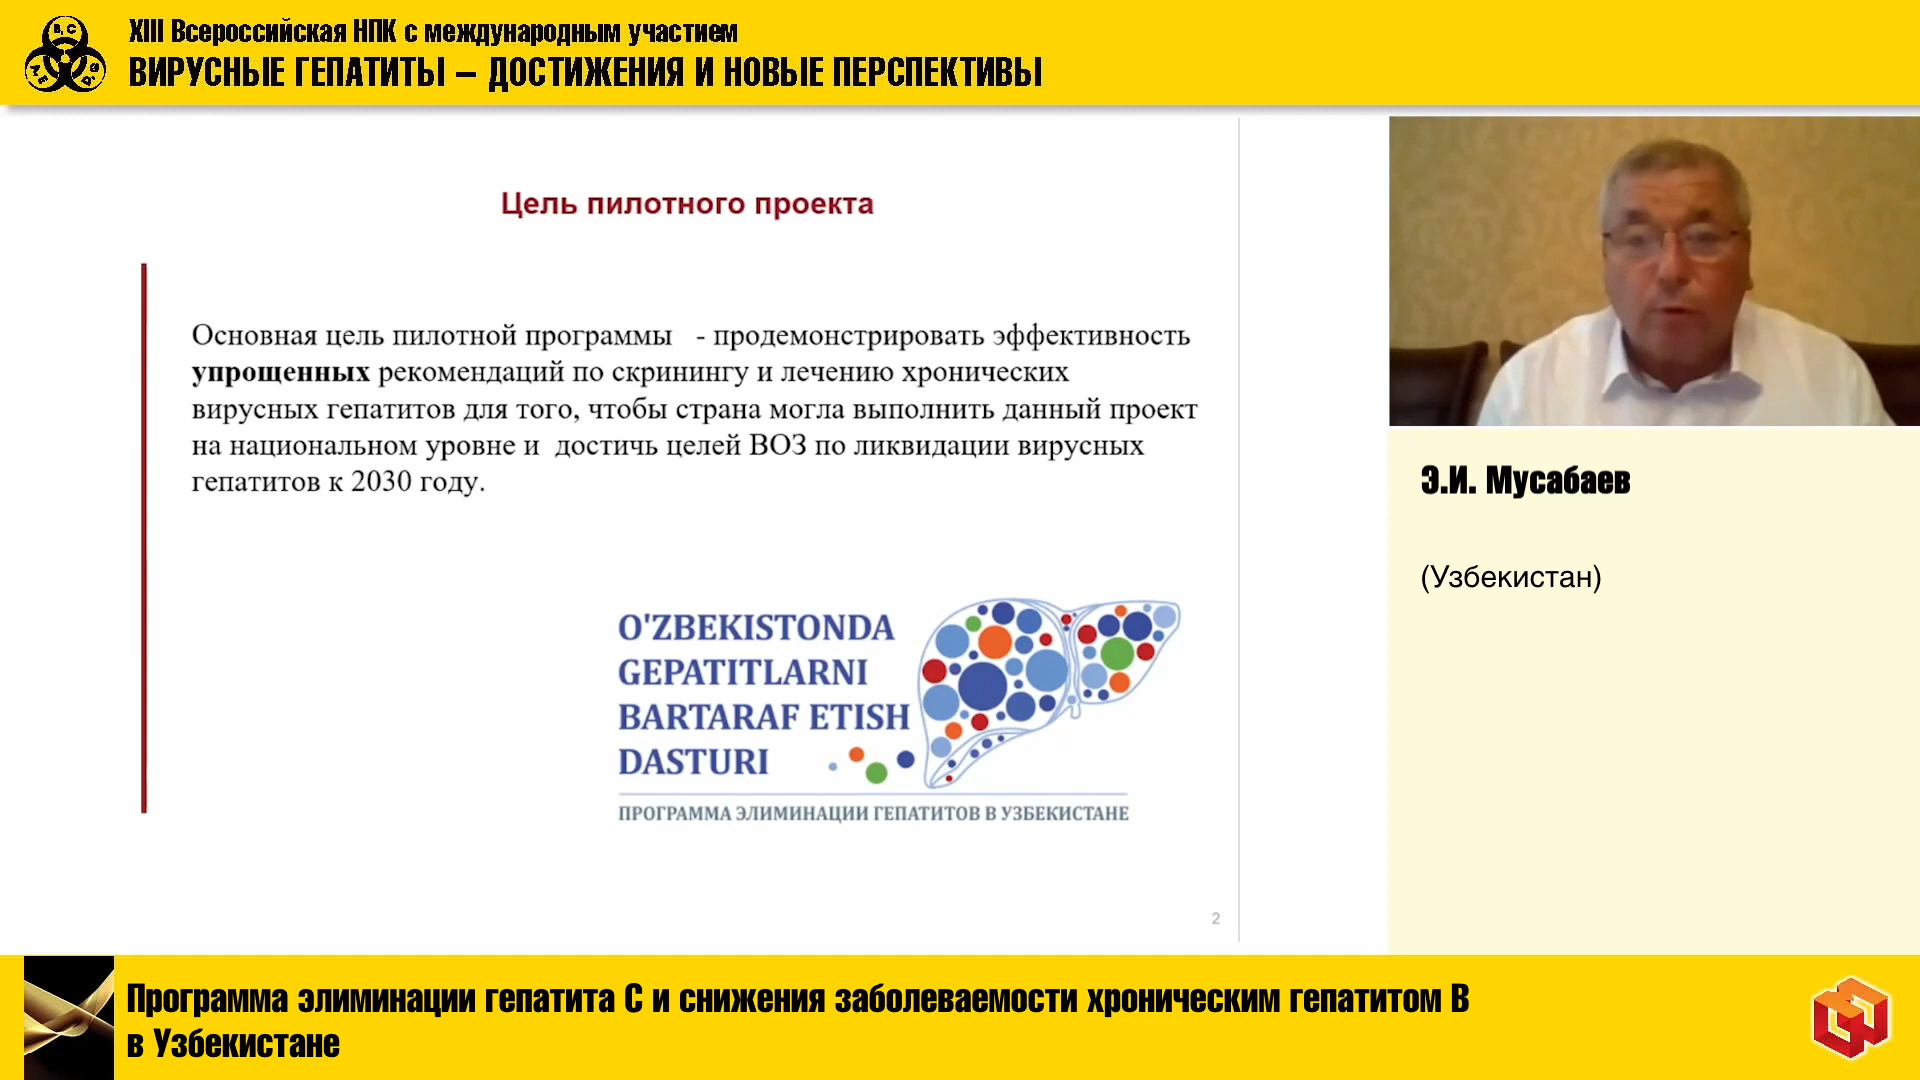 XIII Всероссийская НПК с международным участием
ВИРУСНЫЕ ГЕПАТИТЫ – ДОСТИЖЕНИЯ И НОВЫЕ ПЕРСПЕКТИВЫ
Цель пилотного проекта
Основная цель пилотной программы - продемонстрировать эффективность
упрощенных рекомендаций по скринингу и лечению хронических
вирусных гепатитов для того, чтобы страна могла выполнить данный проект
на национальном уровне и достичь целей ВОЗ по ликвидации вирусных
гепатитов к 2030 году.
O'ZBEKISTONDA
GEPATITLARNI
BARTARAF ETISH
DASTURI
ПРОГРАММА ЭЛИМИНАЦИИ ГЕПАТИТОВ В УЗБЕКИСТАНЕ
2
Э.И. Мусабаев
(Узбекистан)
Программа элиминации гепатита С и снижения заболеваемости хроническим гепатитом В
в Узбекистане